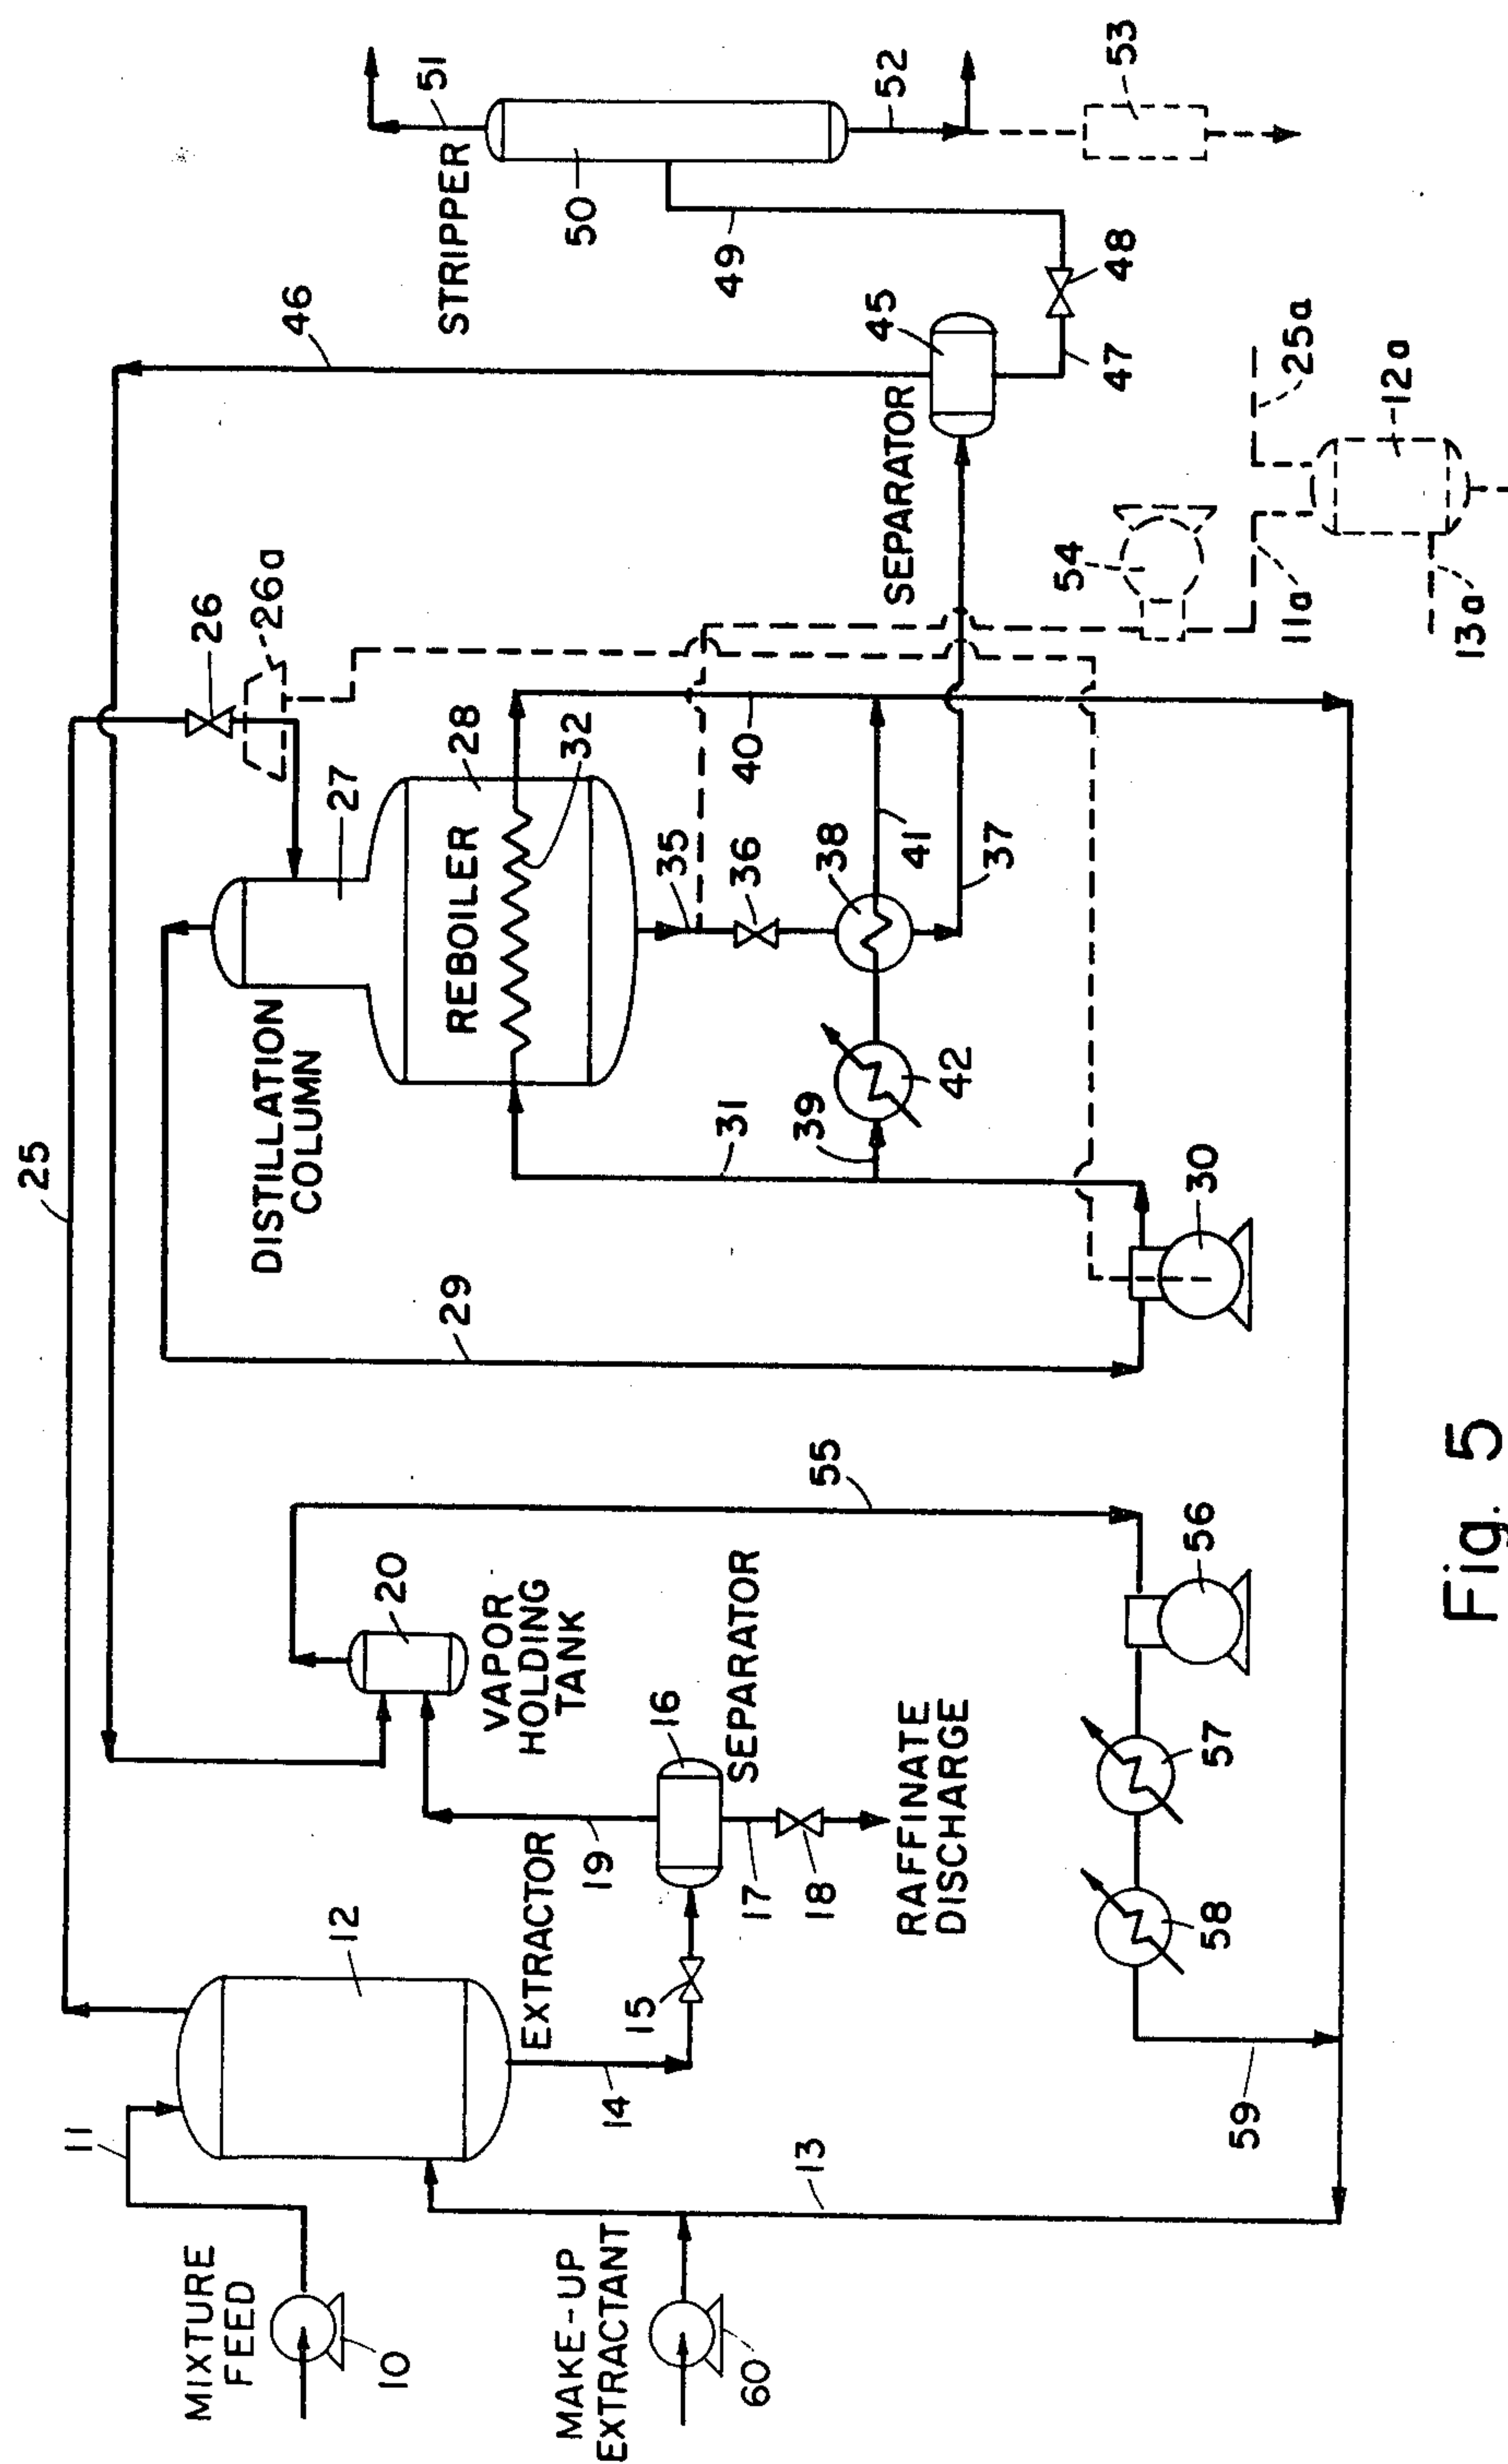 25
46
11
MIXTURE
FEED
10
12
EXTRACTOR
14
15
19
16
SEPARATOR
17
18
RAFFINATE
DISCHARGE
20
VAPOR
HOLDING
TANK
MAKE-UP
EXTRACTANT
60
13
55
56
57
58
59
29
DISTILLATION
COLUMN
26
26a
27
28
REBOILER
32
31
30
35
36
38
39
42
40
41
37
SEPARATOR
45
47
48
49
STRIPPER
50
51
52
53
54
11a
25a
12a
13a
Fig. 5